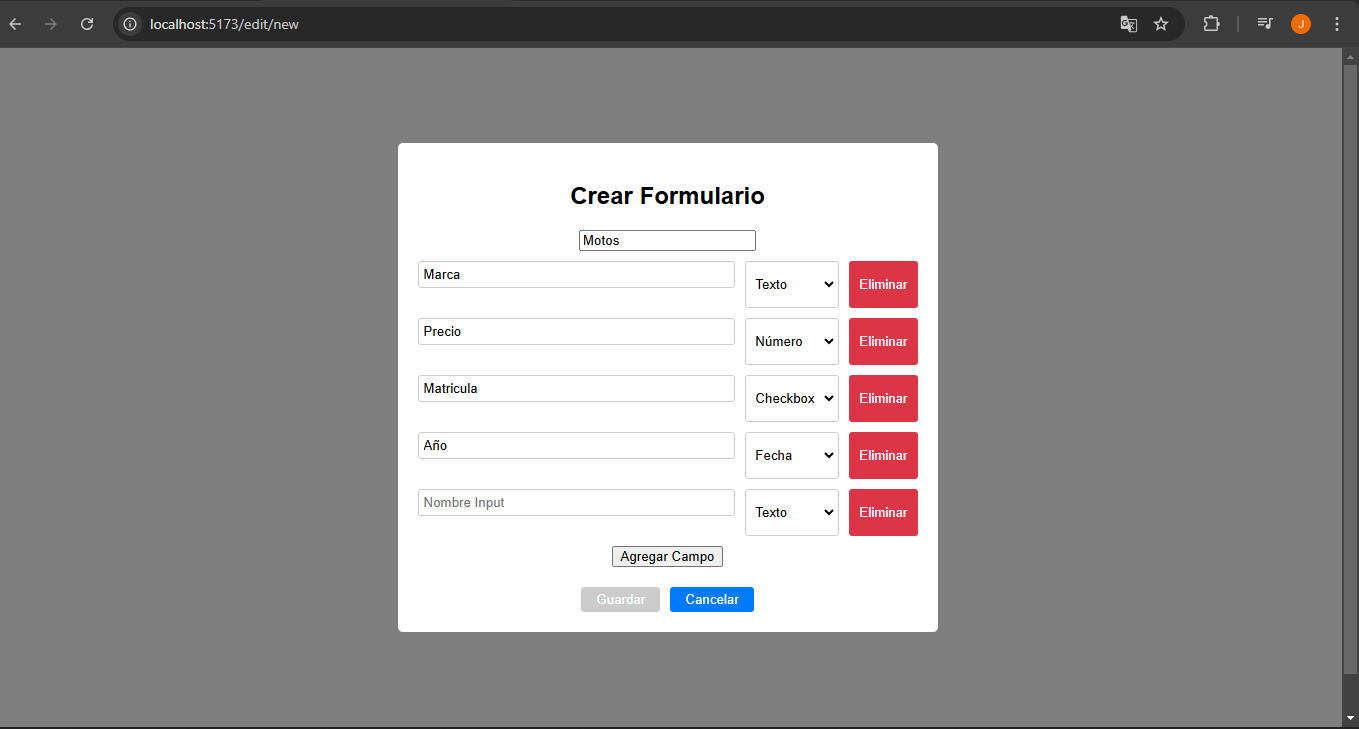 localhost:5173/edit/new
J
Crear Formulario
Motos
Marca Texto Eliminar
Precio Número Eliminar
Matricula Checkbox Eliminar
Año Fecha Eliminar
Nombre Input Texto Eliminar
Agregar Campo
Guardar Cancelar